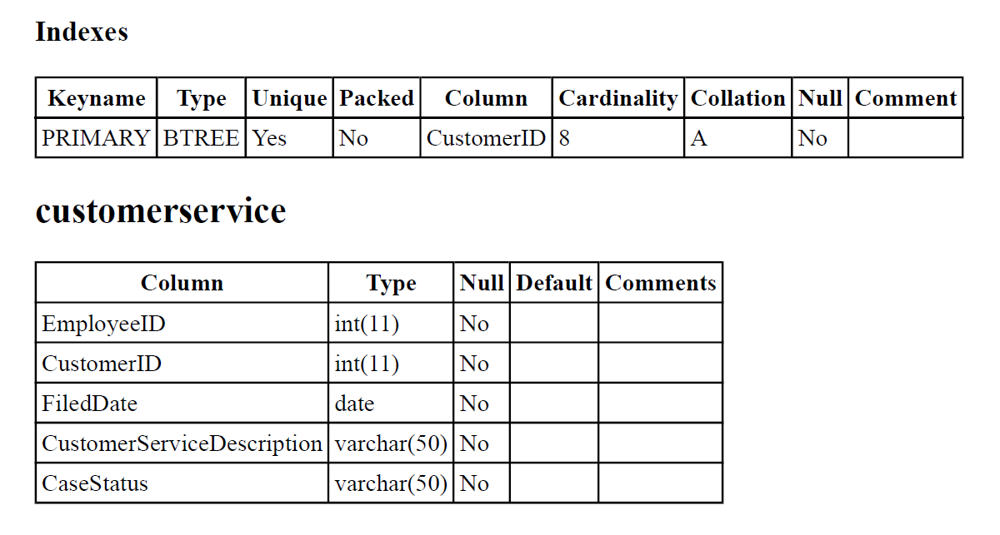 Indexes
Keyname Type Unique Packed Column Cardinality Collation Null Comment
PRIMARY BTREE Yes No CustomerID 8 A No
customerservice
Column Type Null Default Comments
EmployeeID int(11) No
CustomerID int(11) No
FiledDate date No
CustomerServiceDescription varchar(50) No
CaseStatus varchar(50) No